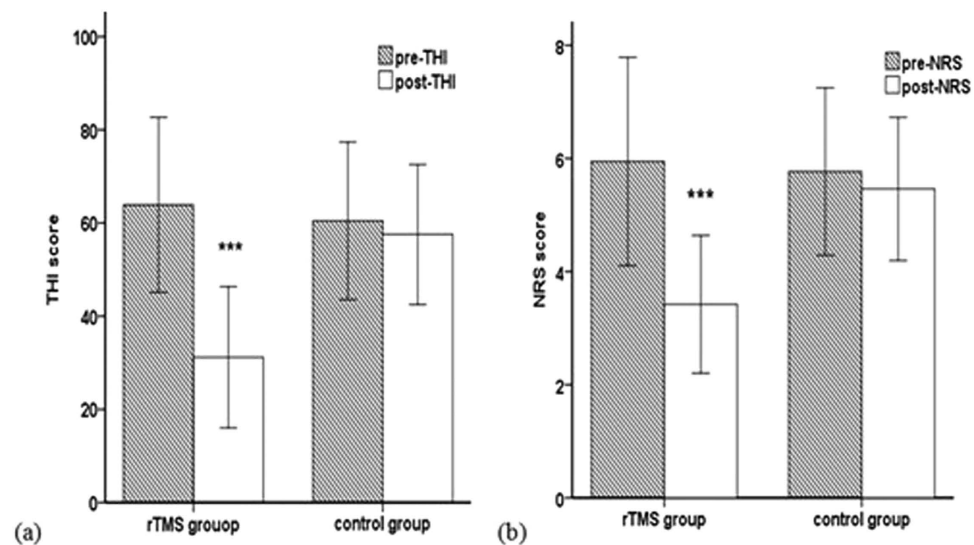 100
80
60
40
20
0
THI score
pre-THI
post-THI
***
rTMS grouop
control group
(a)
8
6
4
2
0
NRS score
pre-NRS
post-NRS
***
rTMS group
control group
(b)